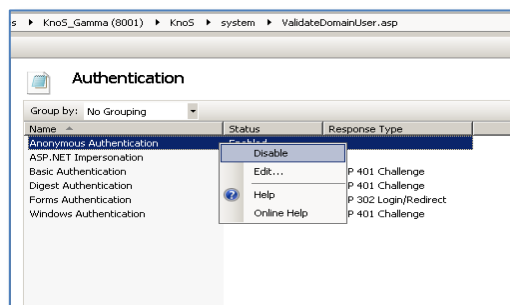 s ▸ KnoS_Gamma (8001) ▸ KnoS ▸ system ▸ ValidateDomainUser.asp
Authentication
Group by: No Grouping
Name Status Response Type
Anonymous Authentication Enabled
ASP.NET Impersonation
Basic Authentication P 401 Challenge
Digest Authentication P 401 Challenge
Forms Authentication P 302 Login/Redirect
Windows Authentication P 401 Challenge
Disable
Edit...
Help
Online Help